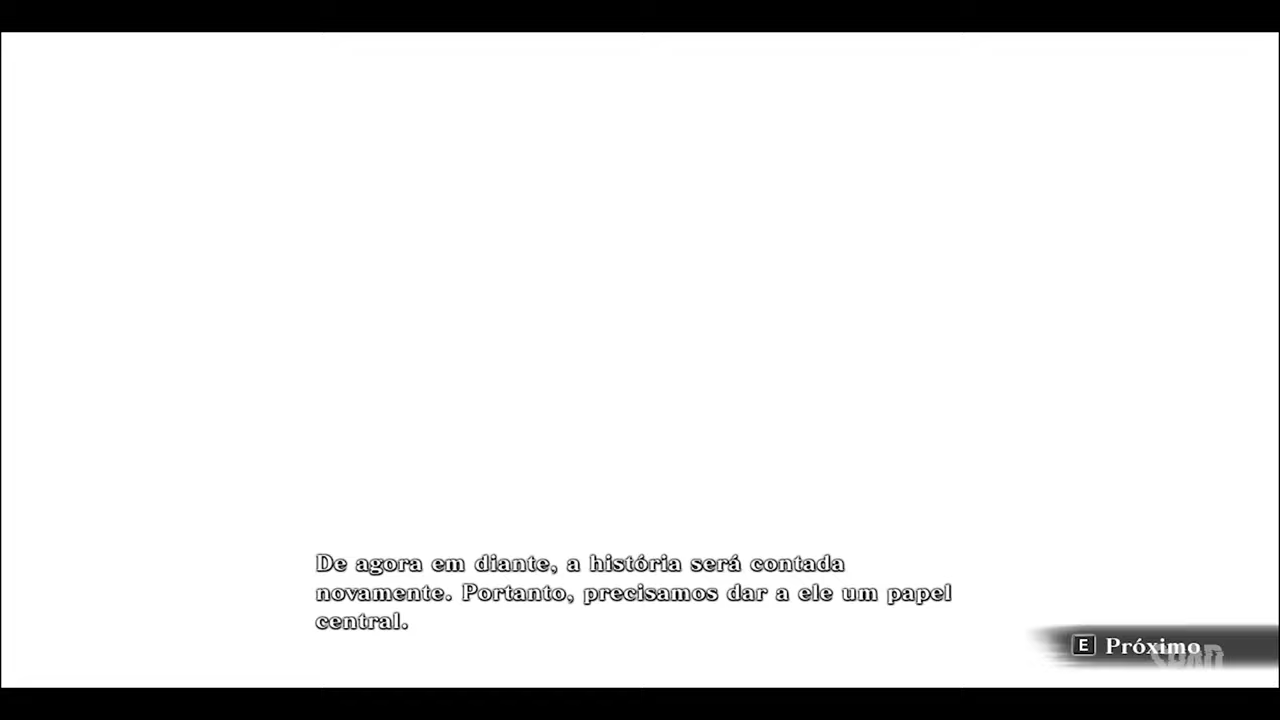 De agora em diante, a história será contada
novamente. Portanto, precisamos dar a ele um papel
central.
E Próximo